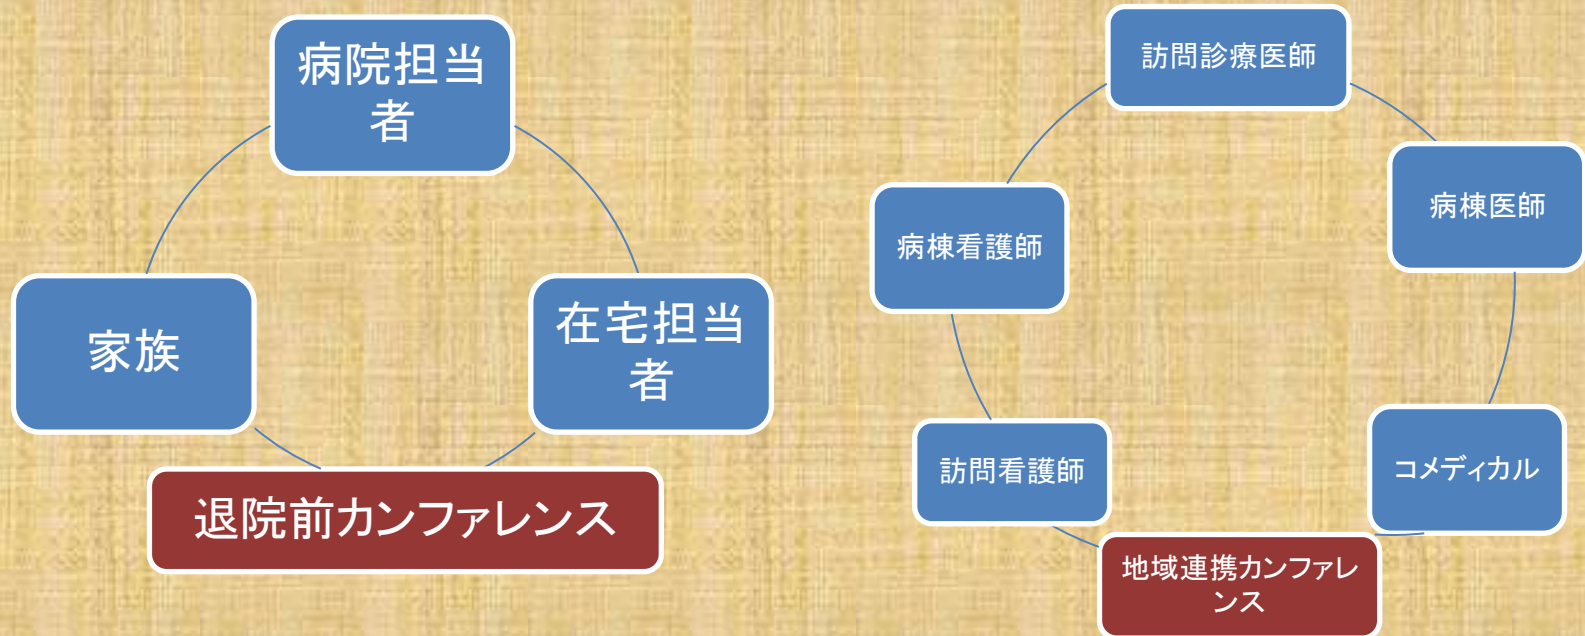 病院担当
者
家族
在宅担当
者
退院前カンファレンス
訪問診療医師
病棟医師
病棟看護師
コメディカル
訪問看護師
地域連携カンファレ
ンス